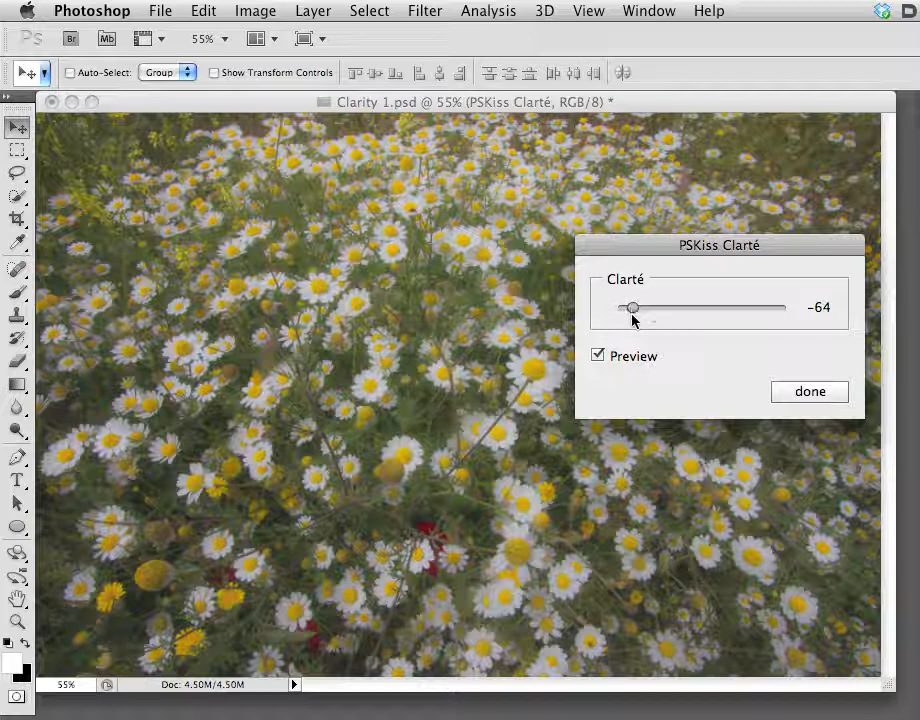 Photoshop File Edit Image Layer Select Filter Analysis 3D View Window Help
Ps Br Mb 55%
Auto-Select: Group Show Transform Controls
Clarity 1.psd @ 55% (PSKiss Clarté, RGB/8) *
PSKiss Clarté
Clarté
-64
Preview
done
T
55% Doc: 4.50M/4.50M